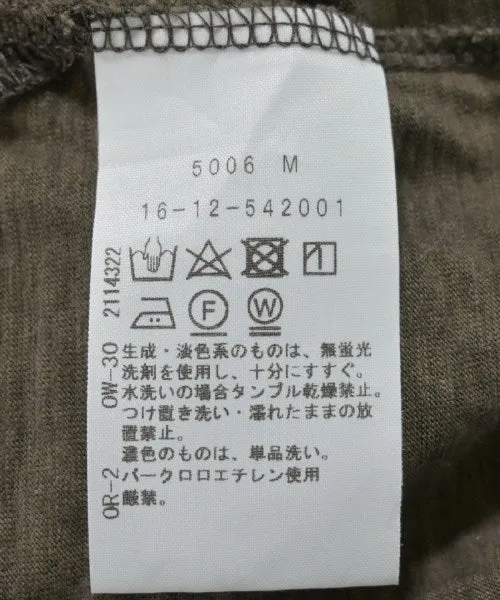 5006 M
16-12-542001
F
W
生成・淡色系のものは、無蛍光
洗剤を使用し、十分にすすぐ。
水洗いの場合タンブル乾燥禁止。
つけ置き洗い・濡れたままの放
置禁止。
濃色のものは、単品洗い。
パークロロエチレン使用
厳禁。
OR-2 OW-30 2114322